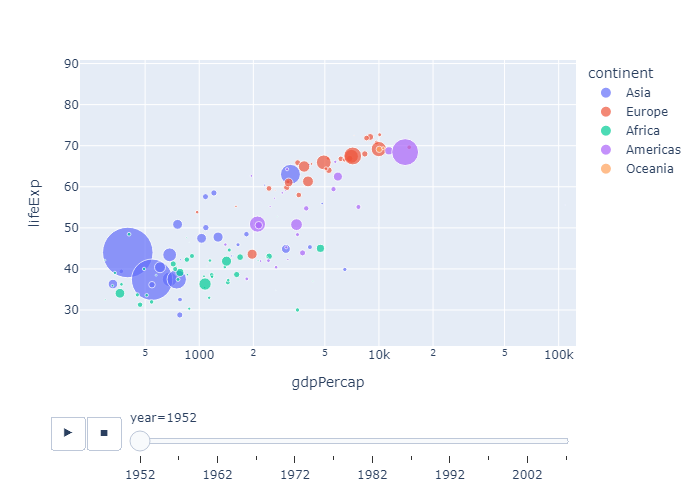 90
80
70
60
50
40
30
lifeExp
5 1000 2 5 10k 2 5 100k
gdpPercap
continent
Asia
Europe
Africa
Americas
Oceania
year=1952
1952 1962 1972 1982 1992 2002